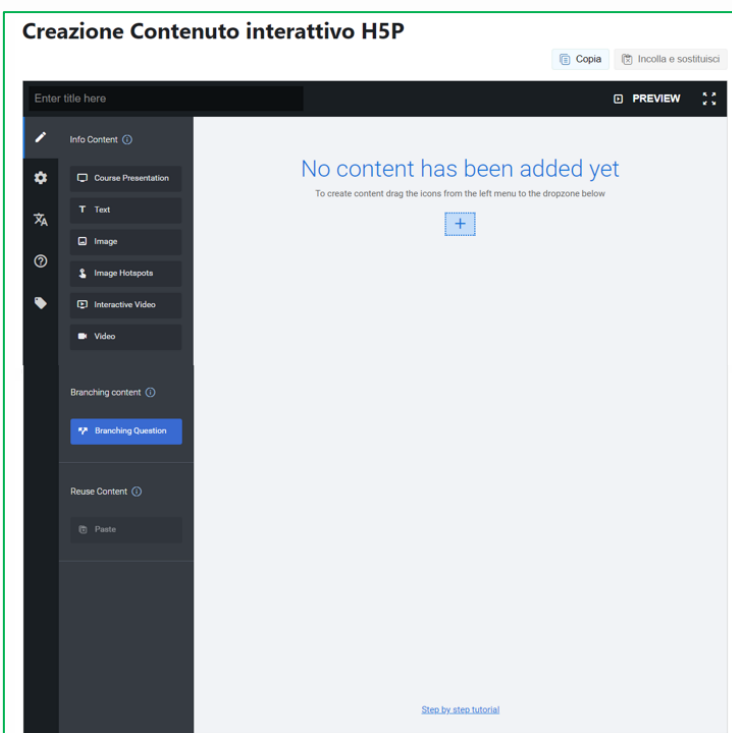 Creazione Contenuto interattivo H5P
Copia
Incolla e sostituisci
Enter title here
PREVIEW
Info Content
Course Presentation
Text
Image
Image Hotspots
Interactive Video
Video
Branching content
Branching Question
Reuse Content
Paste
No content has been added yet
To create content drag the icons from the left menu to the dropzone below
Step by step tutorial